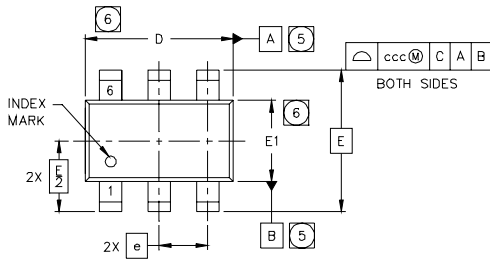 6
D
A 5
ccc Ⓜ C A B
BOTH SIDES
6
INDEX
MARK
E1
6
E
2X E/2
1
B 5
2X e